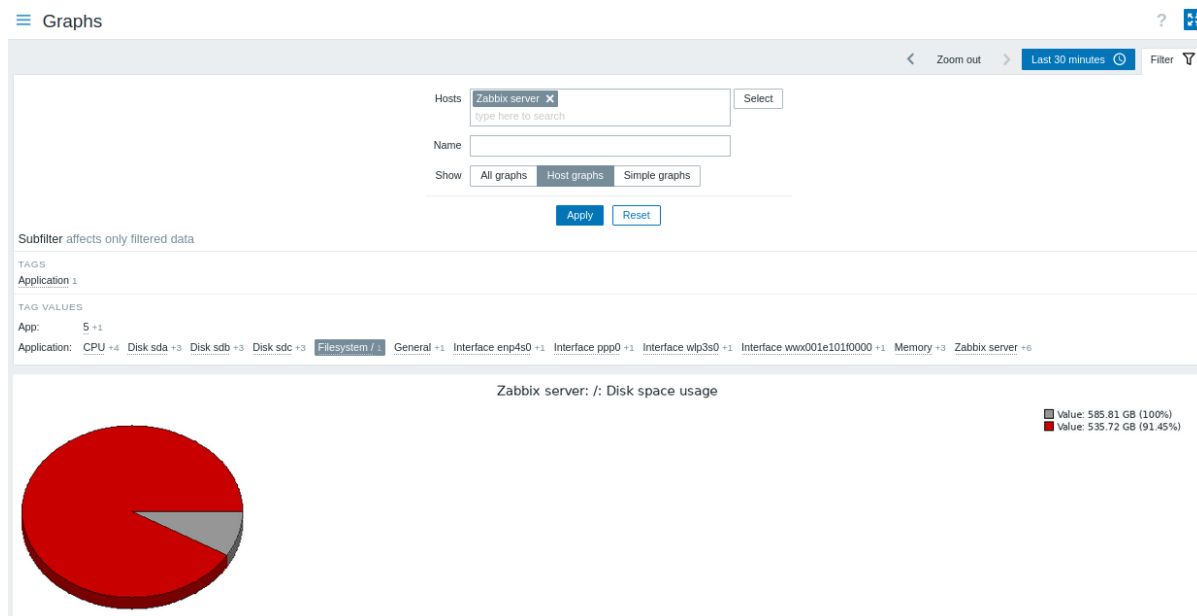 Graphs
?
Zoom out
Last 30 minutes
Filter
Hosts
Zabbix server
Select
type here to search
Name
Show
All graphs
Host graphs
Simple graphs
Apply
Reset
Subfilter affects only filtered data
TAGS
Application 1
TAG VALUES
App: 5 +1
Application: CPU +4 Disk sda +3 Disk sdb +3 Disk sdc +3 Filesystem / 1 General +1 Interface enp4s0 +1 Interface ppp0 +1 Interface wlp3s0 +1 Interface wwx001e101f0000 +1 Memory +3 Zabbix server +6
Zabbix server: /: Disk space usage
Value: 585.81 GB (100%)
Value: 535.72 GB (91.45%)